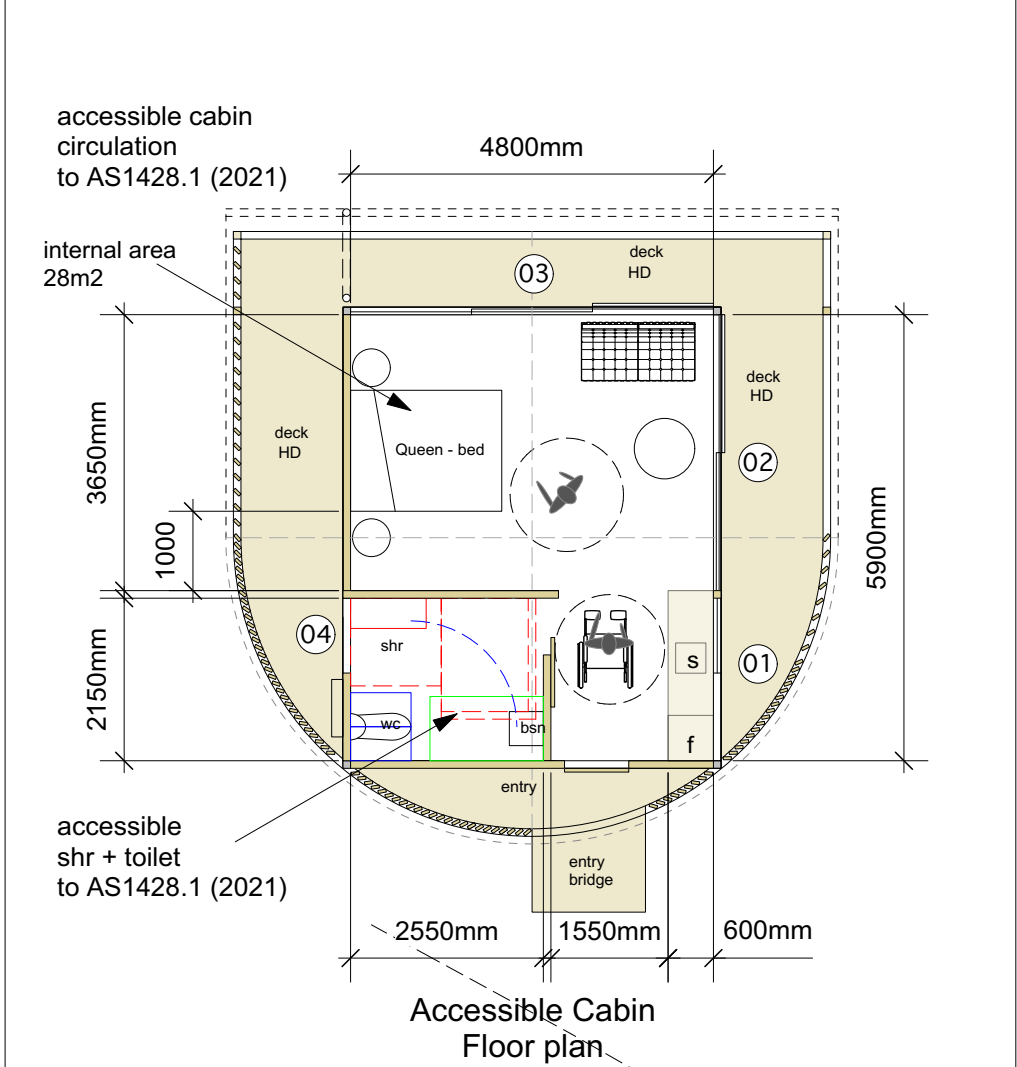 accessible cabin
circulation
to AS1428.1 (2021)
4800mm
internal area
28m2
deck
HD
03
deck
HD
02
deck
HD
Queen - bed
3650mm
1000
5900mm
2150mm
04
shr
s
01
wc
bsn
f
entry
accessible
shr + toilet
to AS1428.1 (2021)
entry
bridge
2550mm
1550mm
600mm
Accessible Cabin
Floor plan